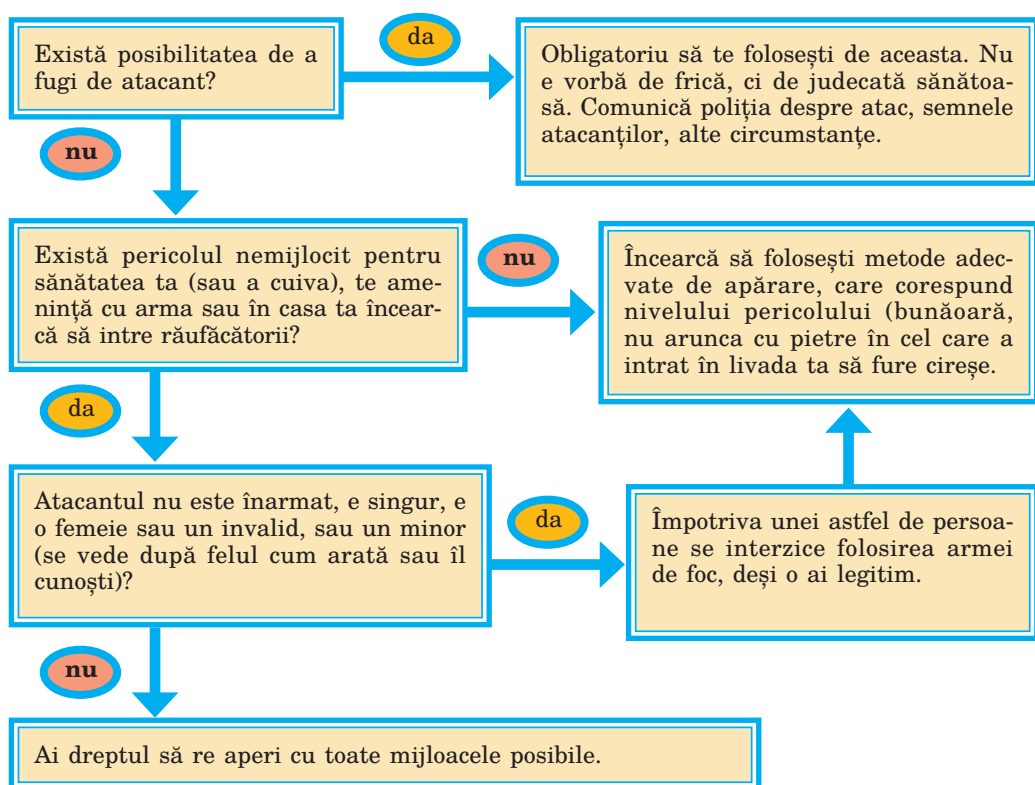 Există posibilitatea de a
fugi de atacant?
da
Obligatoriu să te folosești de aceasta. Nu
e vorbă de frică, ci de judecată sănătoa-
să. Comunică poliția despre atac, semnele
atacanților, alte circumstanțe.
nu
Există pericolul nemijlocit pentru
sănătatea ta (sau a cuiva), te ame-
nință cu arma sau în casa ta încear-
că să intre răufăcătorii?
nu
Încearcă să folosești metode adec-
vate de apărare, care corespund
nivelului pericolului (bunăoară,
nu arunca cu pietre în cel care a
intrat în livada ta să fure cireșe.
da
Atacantul nu este înarmat, e singur, e
o femeie sau un invalid, sau un minor
(se vede după felul cum arată sau îl
cunoști)?
da
Împotriva unei astfel de persoa-
ne se interzice folosirea armei
de foc, deși o ai legitim.
nu
Ai dreptul să re aperi cu toate mijloacele posibile.